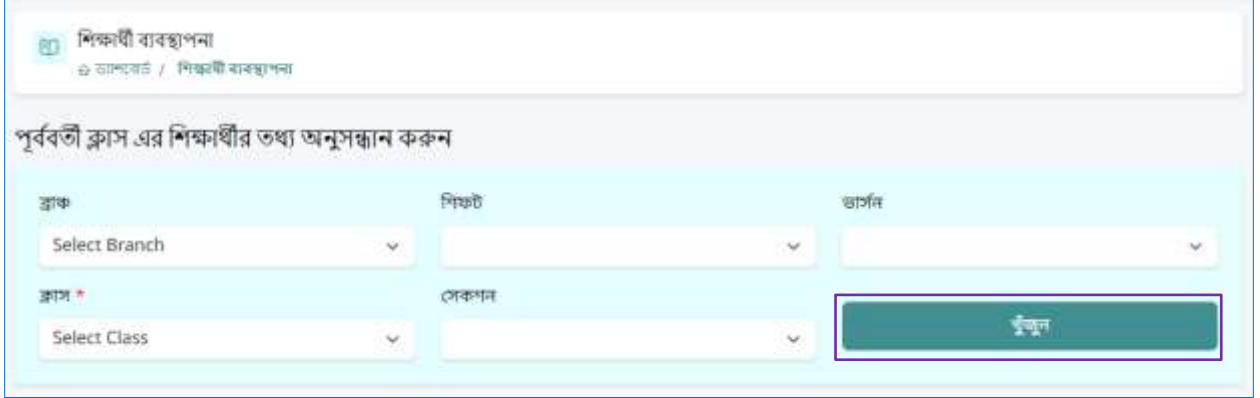 শিক্ষার্থী ব্যবস্থাপনা
ড্যাশবোর্ড / শিক্ষার্থী ব্যবস্থাপনা
পূর্ববর্তী ক্লাস এর শিক্ষার্থীর তথ্য অনুসন্ধান করুন
ব্রাঞ্চ শিফট ভার্সন
Select Branch
ক্লাস * সেকশন
খুঁজুন
Select Class